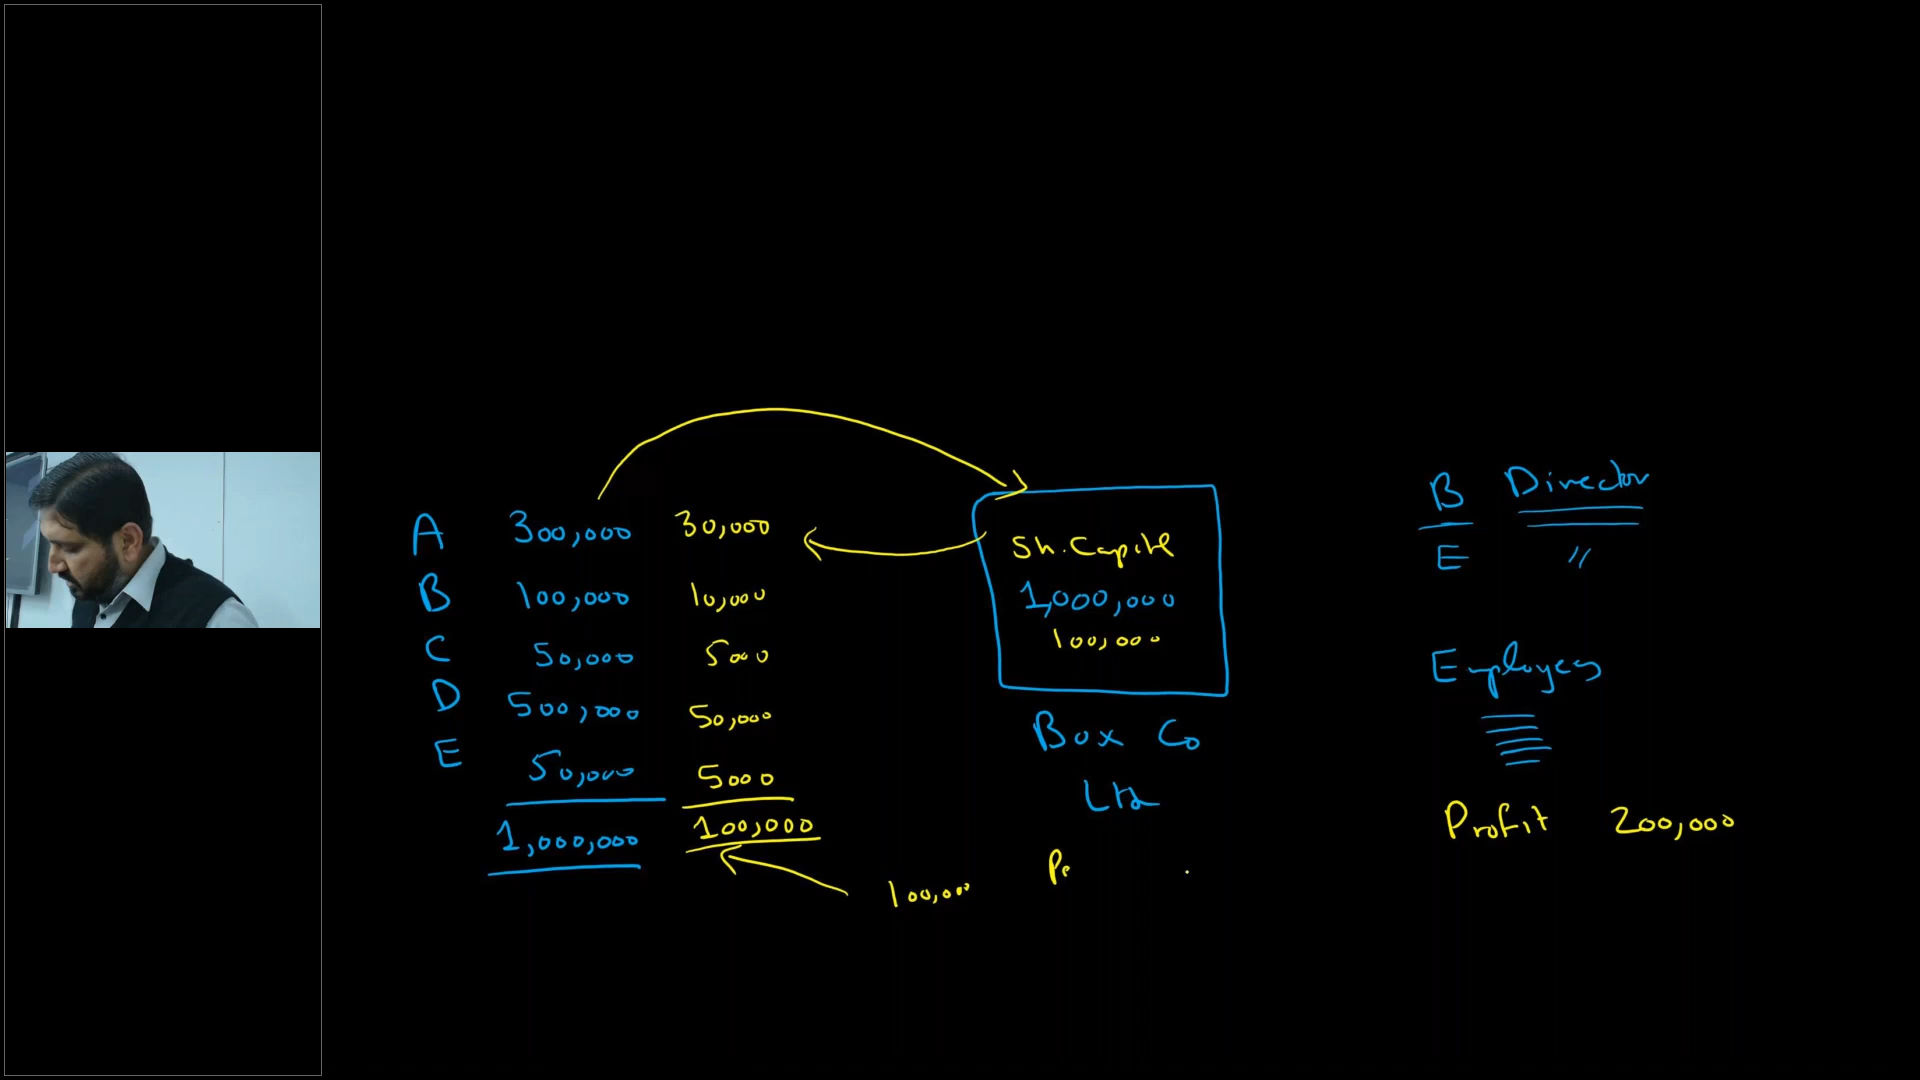 A 300,000 30,000
B 100,000 10,000
C 50,000 5000
D 500,000 50,000
E 50,000 5000
1,000,000 100,000
100,000
Sh. Capital
1,000,000
100,000
Box Co
Ltd
B Director
E "
Employees
Profit 200,000